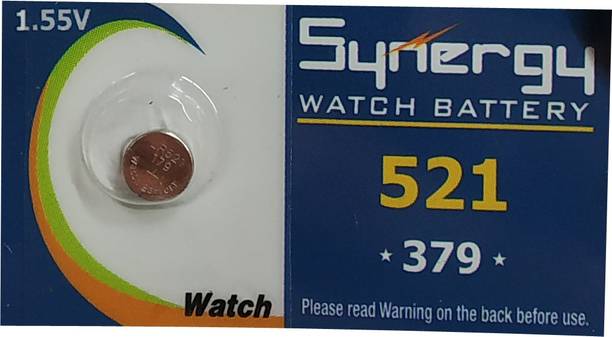 1.55V
Synergy
WATCH BATTERY
521
★ 379 ★
Watch
Please read Warning on the back before use.